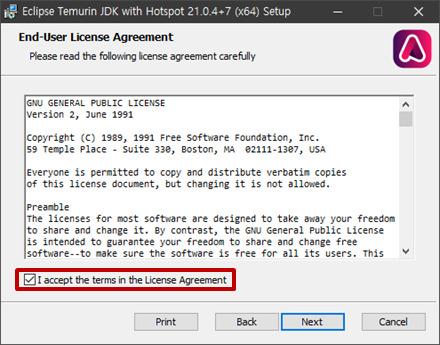 Eclipse Temurin JDK with Hotspot 21.0.4+7 (x64) Setup
End-User License Agreement
Please read the following license agreement carefully
GNU GENERAL PUBLIC LICENSE
Version 2, June 1991
Copyright (C) 1989, 1991 Free Software Foundation, Inc.
59 Temple Place - Suite 330, Boston, MA  02111-1307, USA
Everyone is permitted to copy and distribute verbatim copies
of this license document, but changing it is not allowed.
Preamble
The licenses for most software are designed to take away your freedom
to share and change it. By contrast, the GNU General Public License
is intended to guarantee your freedom to share and change free
software--to make sure the software is free for all its users. This
I accept the terms in the License Agreement
Print Back Next Cancel